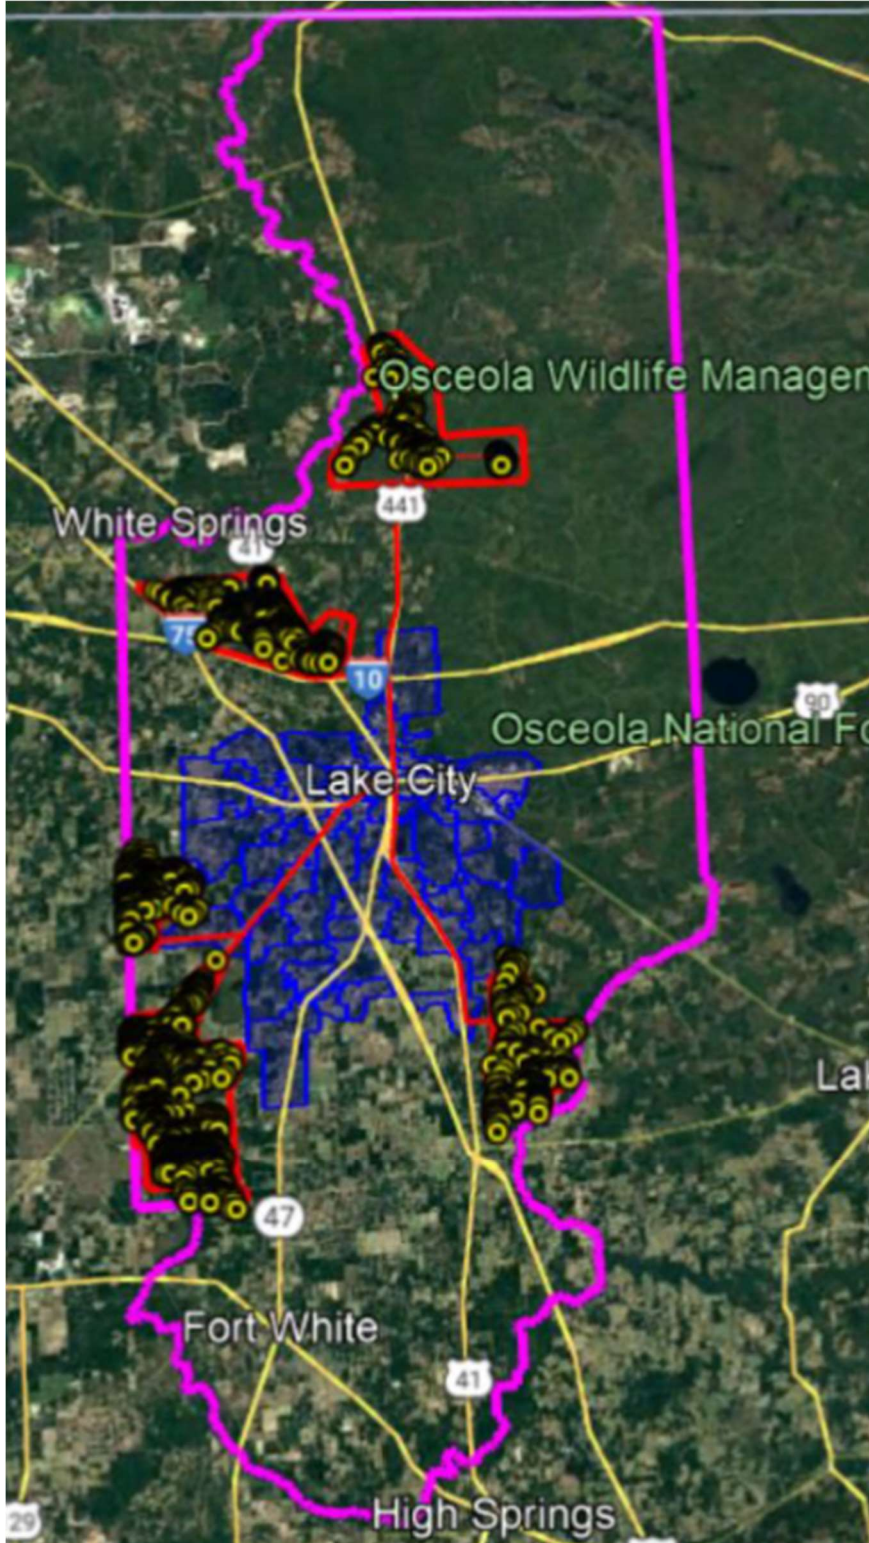 Osceola Wildlife Managem
441
White Springs
41
75
10
90
Osceola National Fo
Lake City
Lak
47
Fort White
41
High Springs
29